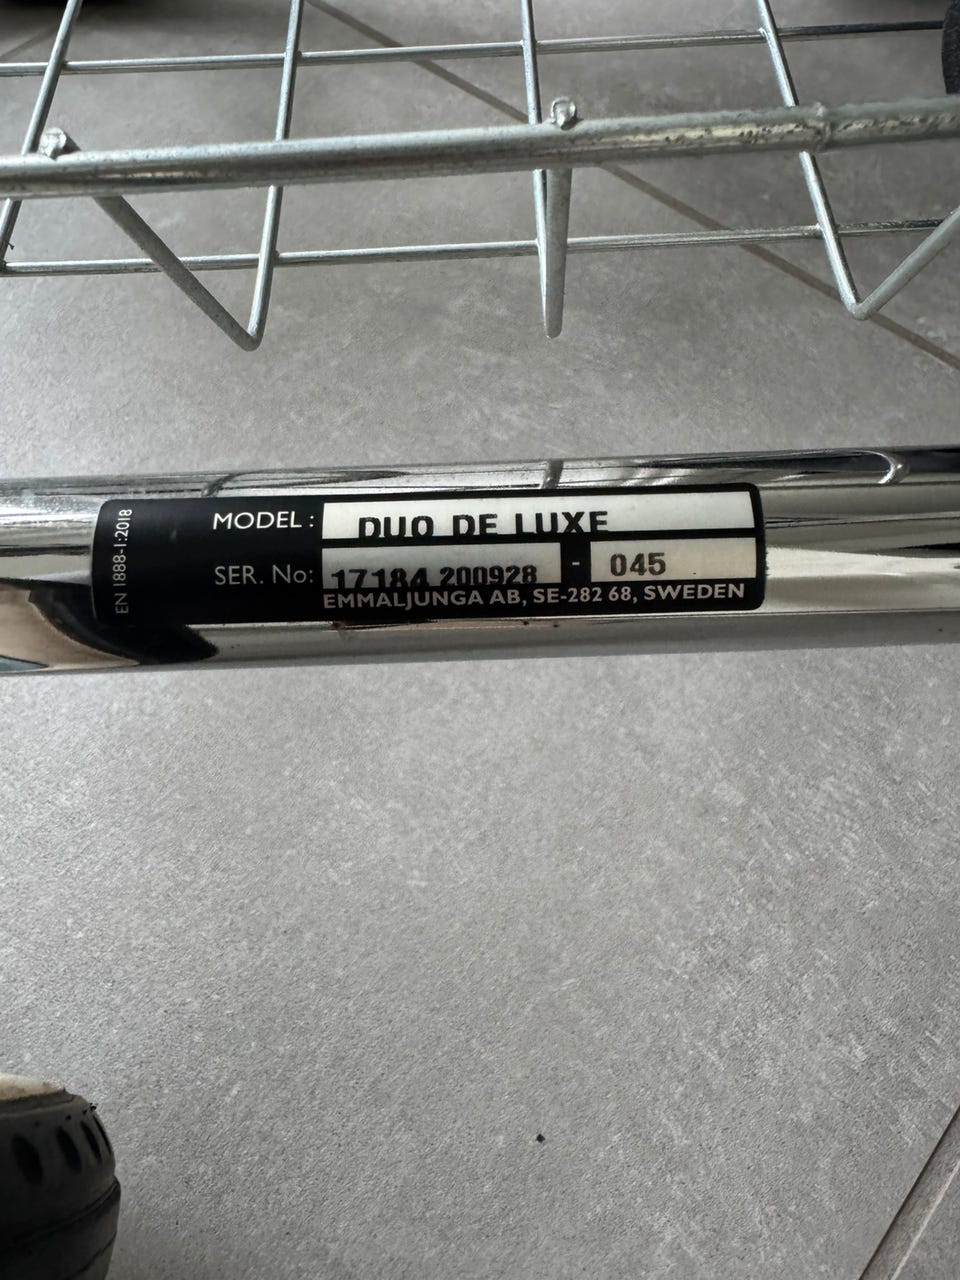 EN 1888-1:2018
MODEL : DUO DE LUXE
SER. No: 17184 200928 - 045
EMMALJUNGA AB, SE-282 68, SWEDEN